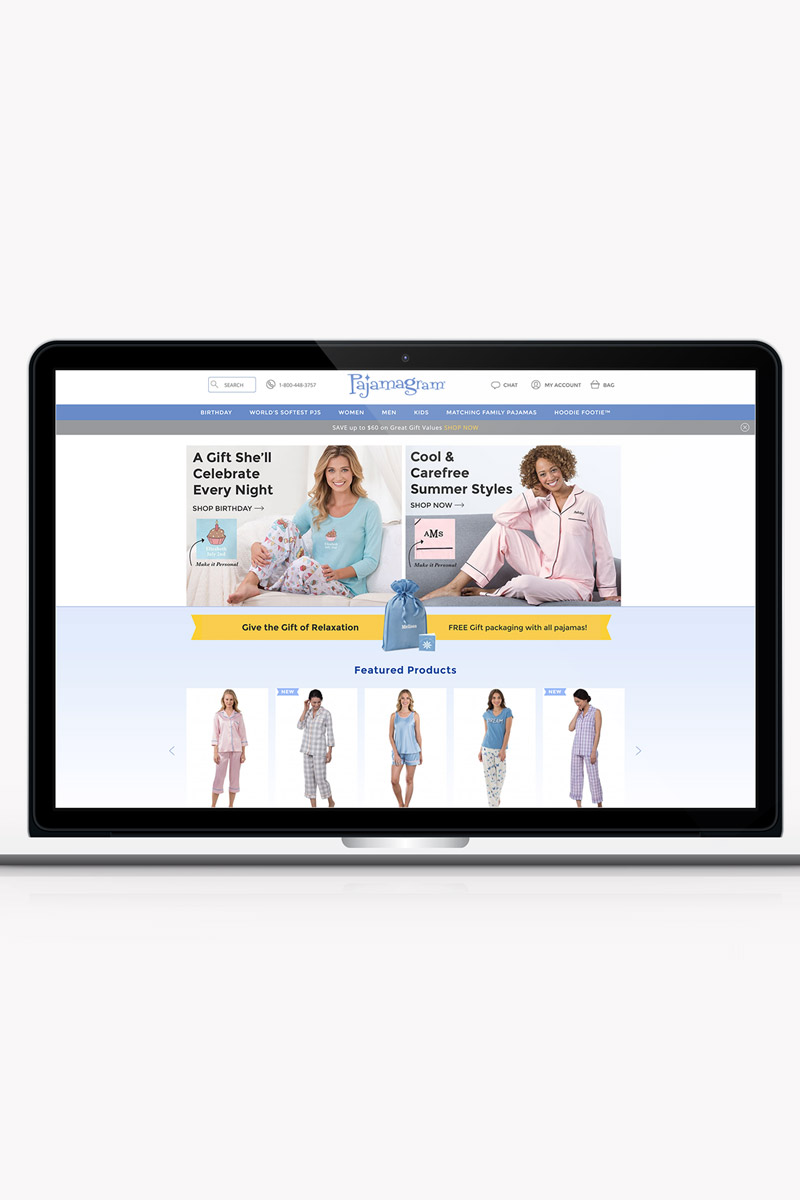 SEARCH
1-800-448-3757
Pajamagram
CHAT
MY ACCOUNT
BAG
BIRTHDAY
WORLD'S SOFTEST PJS
WOMEN
MEN
KIDS
MATCHING FAMILY PAJAMAS
HOODIE FOOTIE™
SAVE up to $60 on Great Gift Values SHOP NOW
A Gift She'll
Celebrate
Every Night
SHOP BIRTHDAY
Make it Personal
Cool &
Carefree
Summer Styles
SHOP NOW
AMS
Make it Personal
Give the Gift of Relaxation
Melissa
FREE Gift packaging with all pajamas!
Featured Products
NEW
NEW
DREAM